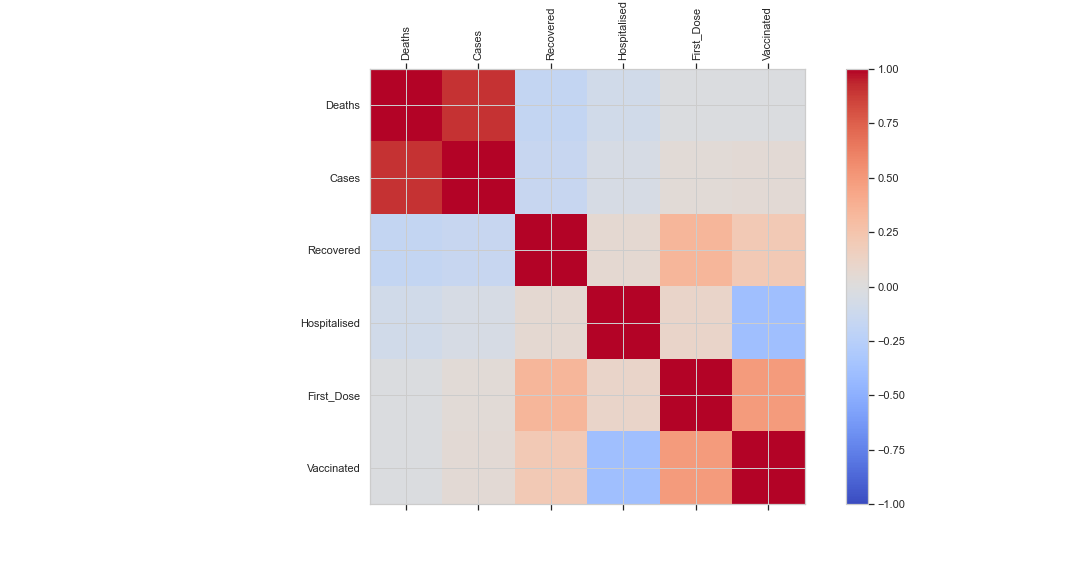 Deaths
Cases
Recovered
Hospitalised
First_Dose
Vaccinated
Deaths
Cases
Recovered
Hospitalised
First_Dose
Vaccinated
1.00
0.75
0.50
0.25
0.00
−0.25
−0.50
−0.75
−1.00